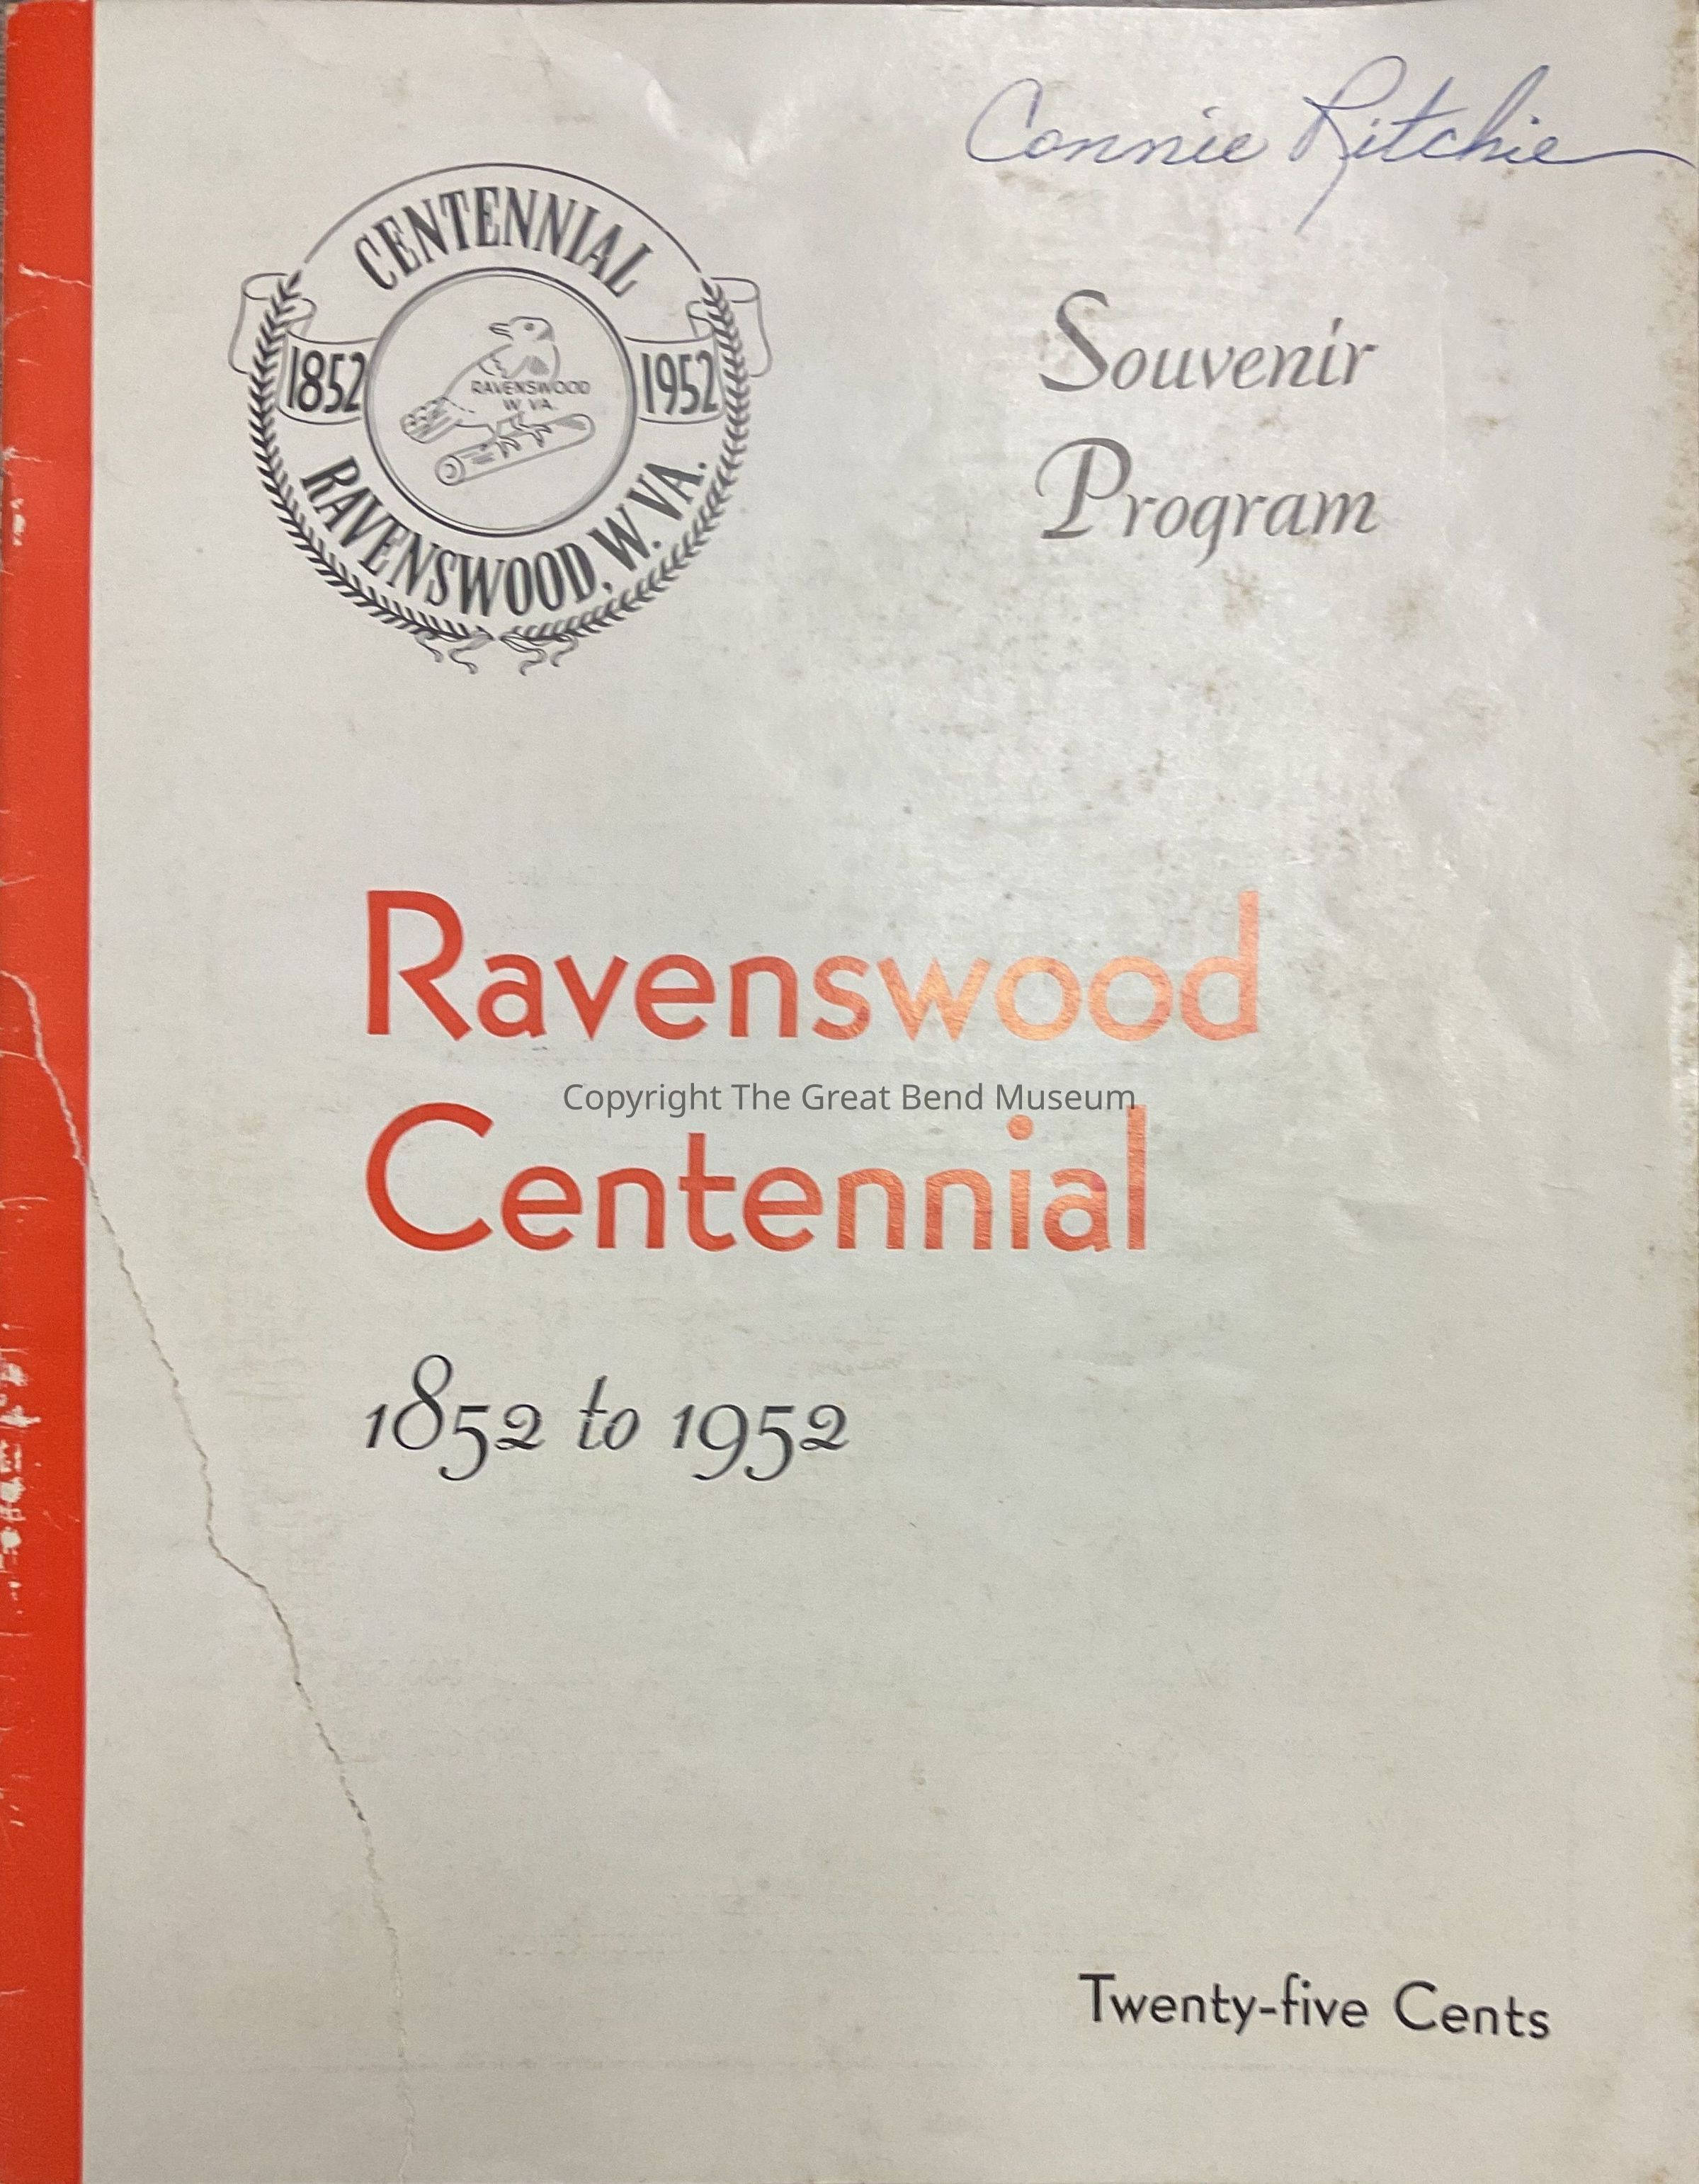 Connie Ritchie
CENTENNIAL
1852 1952
RAVENSWOOD
W VA.
RAVENSWOOD, W. VA.
Souvenir
Program
Ravenswood
Copyright The Great Bend Museum
Centennial
1852 to 1952
Twenty-five Cents